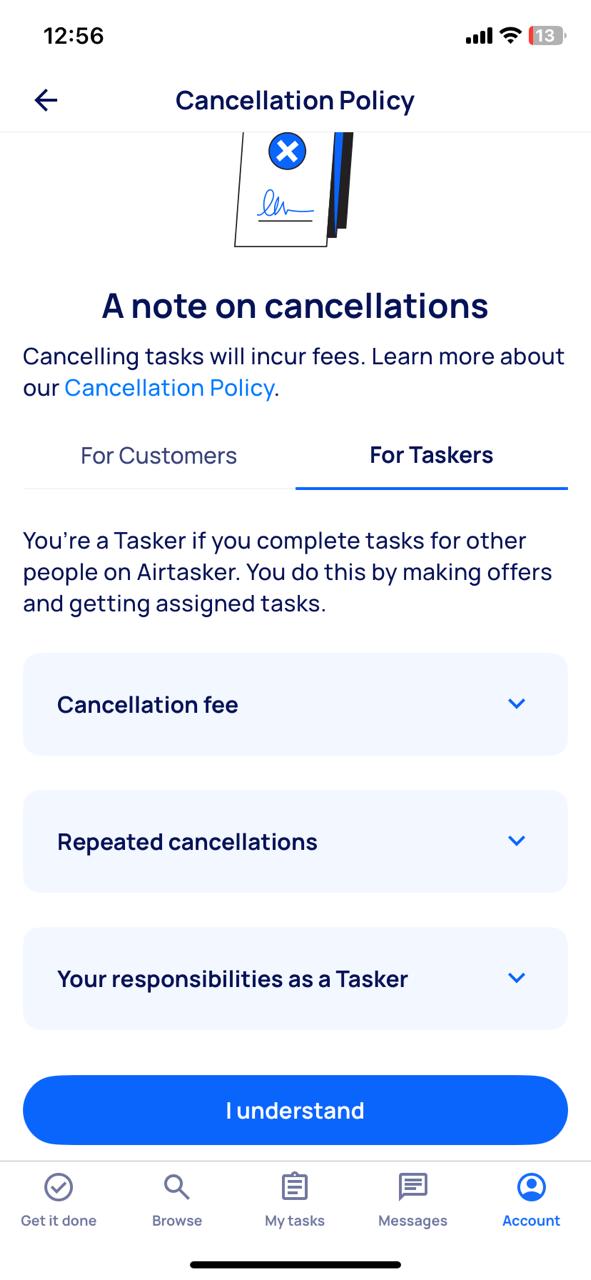 12:56
13
Cancellation Policy
A note on cancellations
Cancelling tasks will incur fees. Learn more about
our Cancellation Policy.
For Customers
For Taskers
You're a Tasker if you complete tasks for other
people on Airtasker. You do this by making offers
and getting assigned tasks.
Cancellation fee
Repeated cancellations
Your responsibilities as a Tasker
I understand
Get it done
Browse
My tasks
Messages
Account